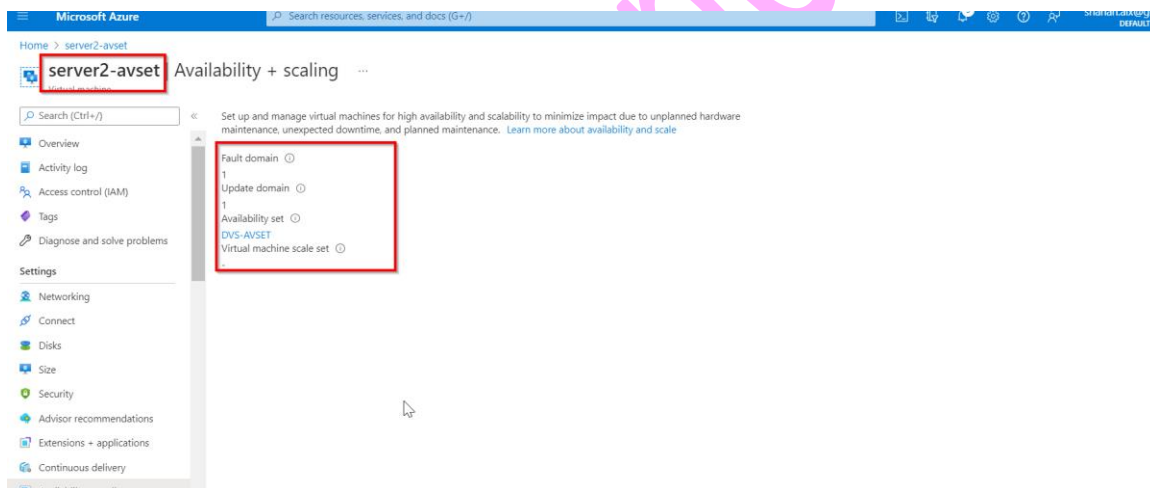 Microsoft Azure
Search resources, services, and docs (G+/)
DEFAULT
Home > server2-avset
server2-avset | Availability + scaling ...
Virtual machine
Search (Ctrl+/)
«
Set up and manage virtual machines for high availability and scalability to minimize impact due to unplanned hardware
maintenance, unexpected downtime, and planned maintenance. Learn more about availability and scale
Overview
Activity log
Access control (IAM)
Tags
Diagnose and solve problems
Settings
Networking
Connect
Disks
Size
Security
Advisor recommendations
Extensions + applications
Continuous delivery
Fault domain
1
Update domain
1
Availability set
DVS-AVSET
Virtual machine scale set
-